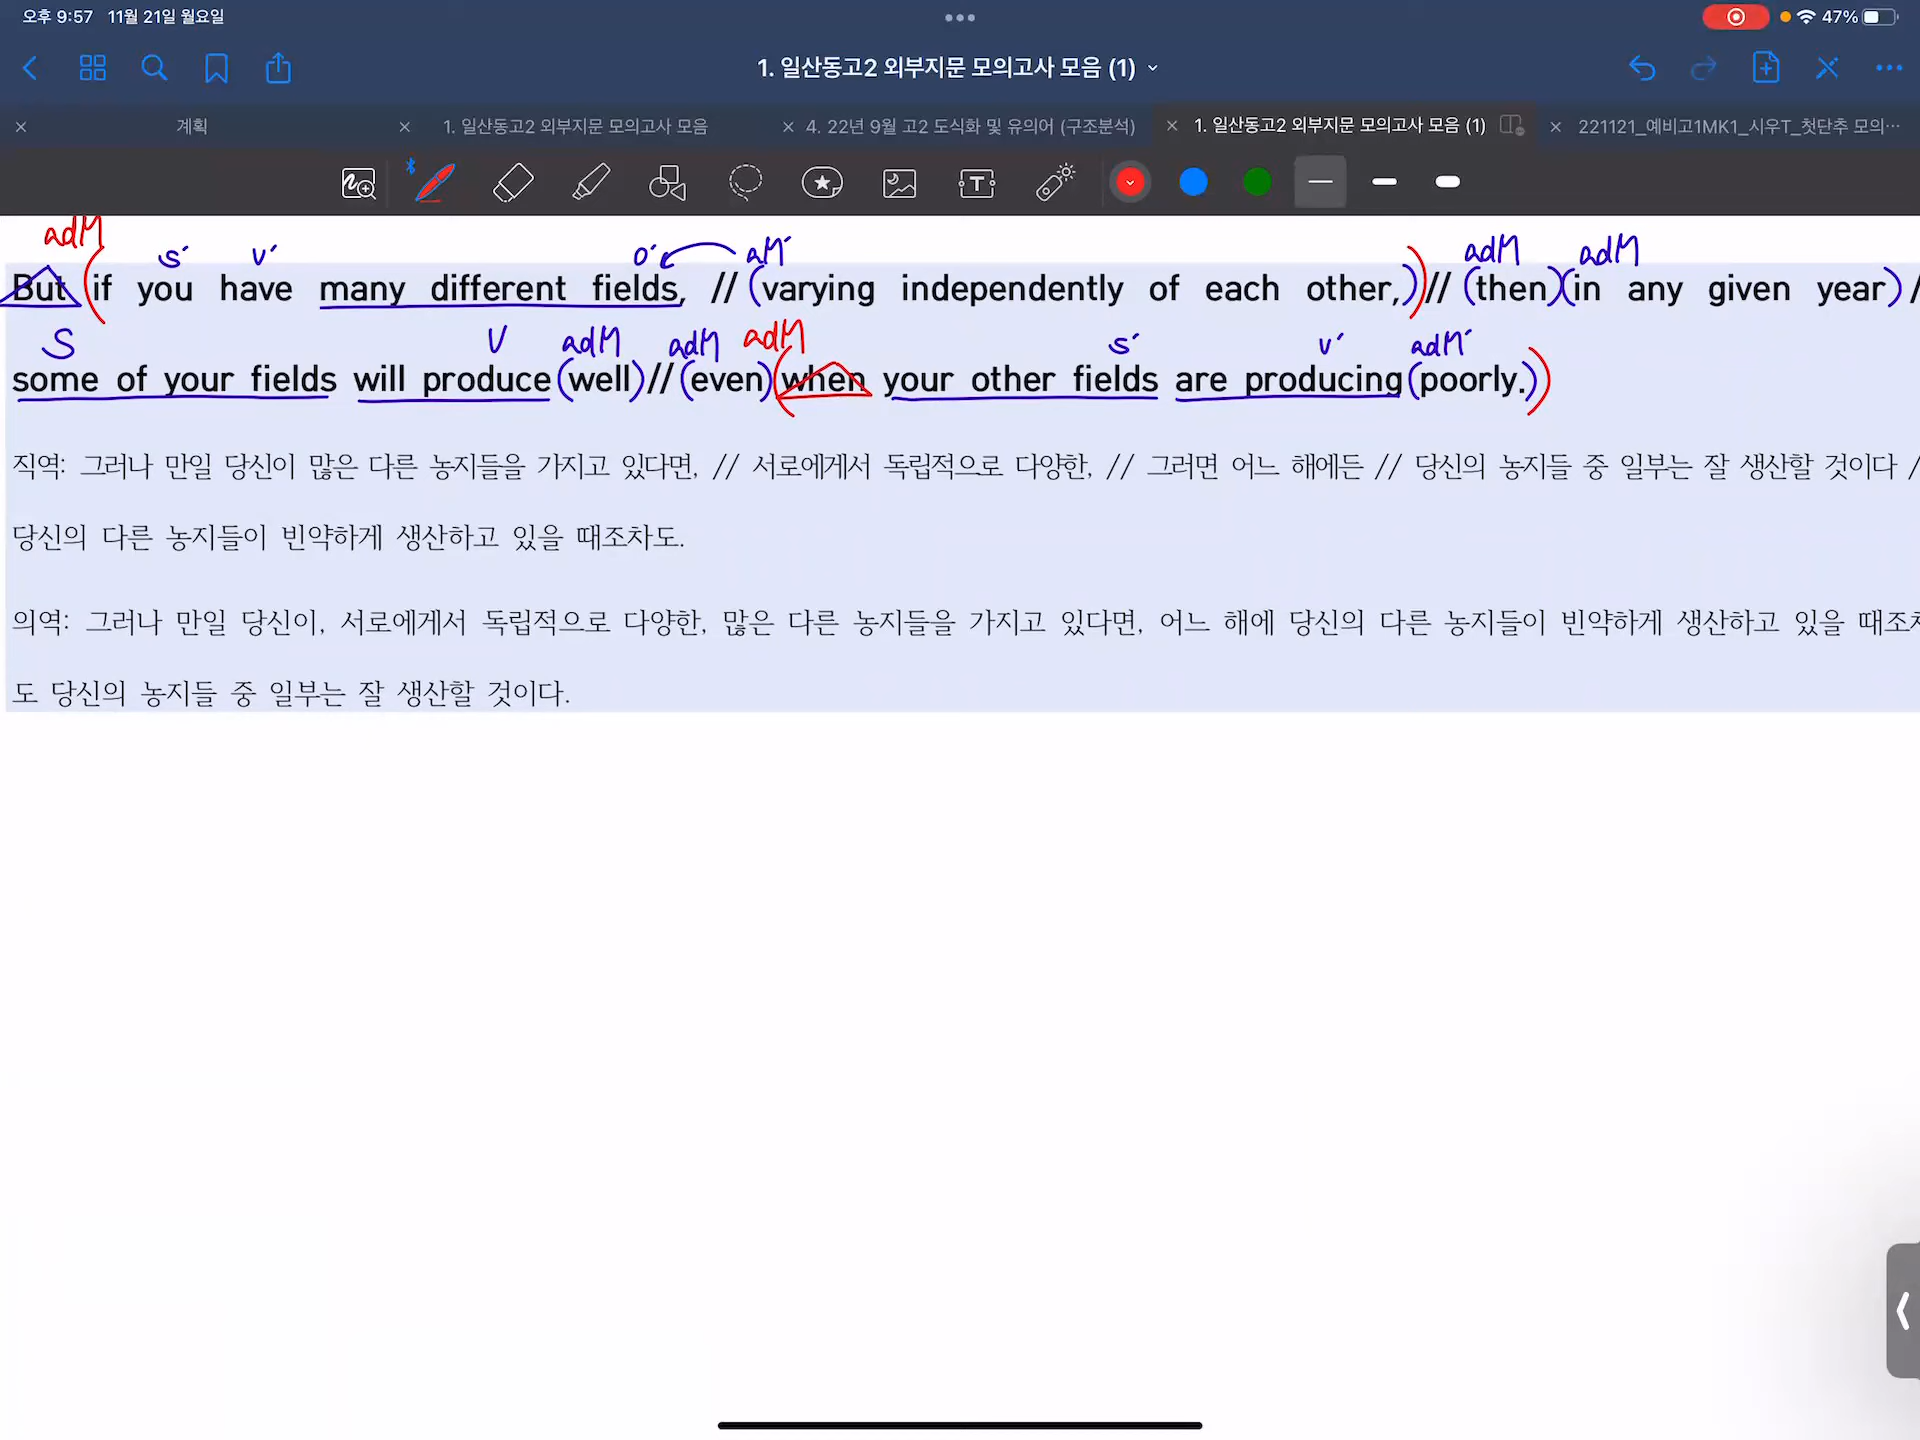 오후 9:57 11월 21일 월요일 47%
1. 일산동고2 외부지문 모의고사 모음 (1)
계획 1. 일산동고2 외부지문 모의고사 모음 4. 22년 9월 고2 도식화 및 유의어 (구조분석) 1. 일산동고2 외부지문 모의고사 모음 (1) 221121_예비고1MK1_시우T_첫단추 모의…
adM s' v' o' aM' adM adM
But (if you have many different fields, // (varying independently of each other,)) // (then)(in any given year) /
S V adM adM adM s' v' adM'
some of your fields will produce (well) // (even)(when your other fields are producing (poorly.))
직역: 그러나 만일 당신이 많은 다른 농지들을 가지고 있다면, // 서로에게서 독립적으로 다양한, // 그러면 어느 해에든 // 당신의 농지들 중 일부는 잘 생산할 것이다 /
당신의 다른 농지들이 빈약하게 생산하고 있을 때조차도.
의역: 그러나 만일 당신이, 서로에게서 독립적으로 다양한, 많은 다른 농지들을 가지고 있다면, 어느 해에 당신의 다른 농지들이 빈약하게 생산하고 있을 때조차
도 당신의 농지들 중 일부는 잘 생산할 것이다.